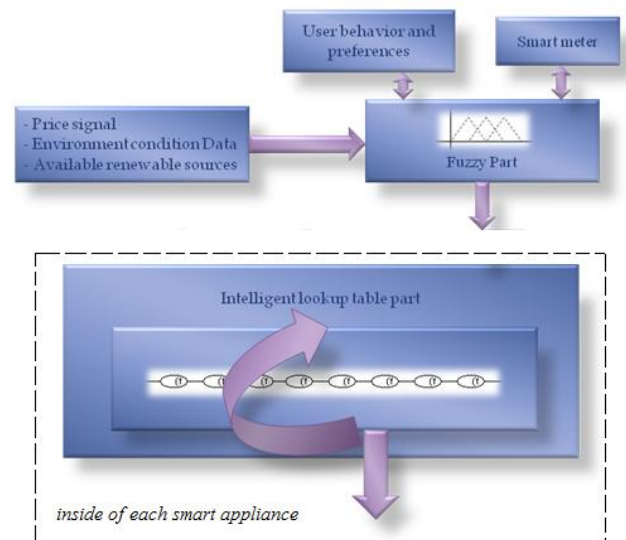 User behavior and
preferences
Smart meter
- Price signal
- Environment condition Data
- Available renewable sources
Fuzzy Part
Intelligent lookup table part
inside of each smart appliance